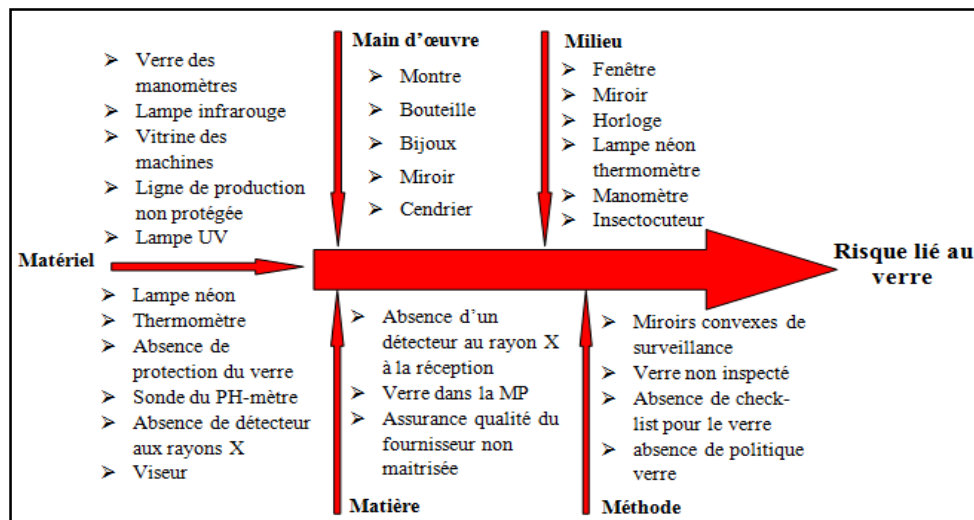 ➢ Verre des
manomètres
➢ Lampe infrarouge
➢ Vitrine des
machines
➢ Ligne de production
non protégée
➢ Lampe UV
Main d’œuvre
➢ Montre
➢ Bouteille
➢ Bijoux
➢ Miroir
➢ Cendrier
Milieu
➢ Fenêtre
➢ Miroir
➢ Horloge
➢ Lampe néon
thermomètre
➢ Manomètre
➢ Insectocuteur
Matériel
Risque lié au
verre
➢ Lampe néon
➢ Thermomètre
➢ Absence de
protection du verre
➢ Sonde du PH-mètre
➢ Absence de détecteur
aux rayons X
➢ Viseur
➢ Absence d’un
détecteur au rayon X
à la réception
➢ Verre dans la MP
➢ Assurance qualité du
fournisseur non
maitrisée
Matière
➢ Miroirs convexes de
surveillance
➢ Verre non inspecté
➢ Absence de check-
list pour le verre
➢ absence de politique
verre
Méthode